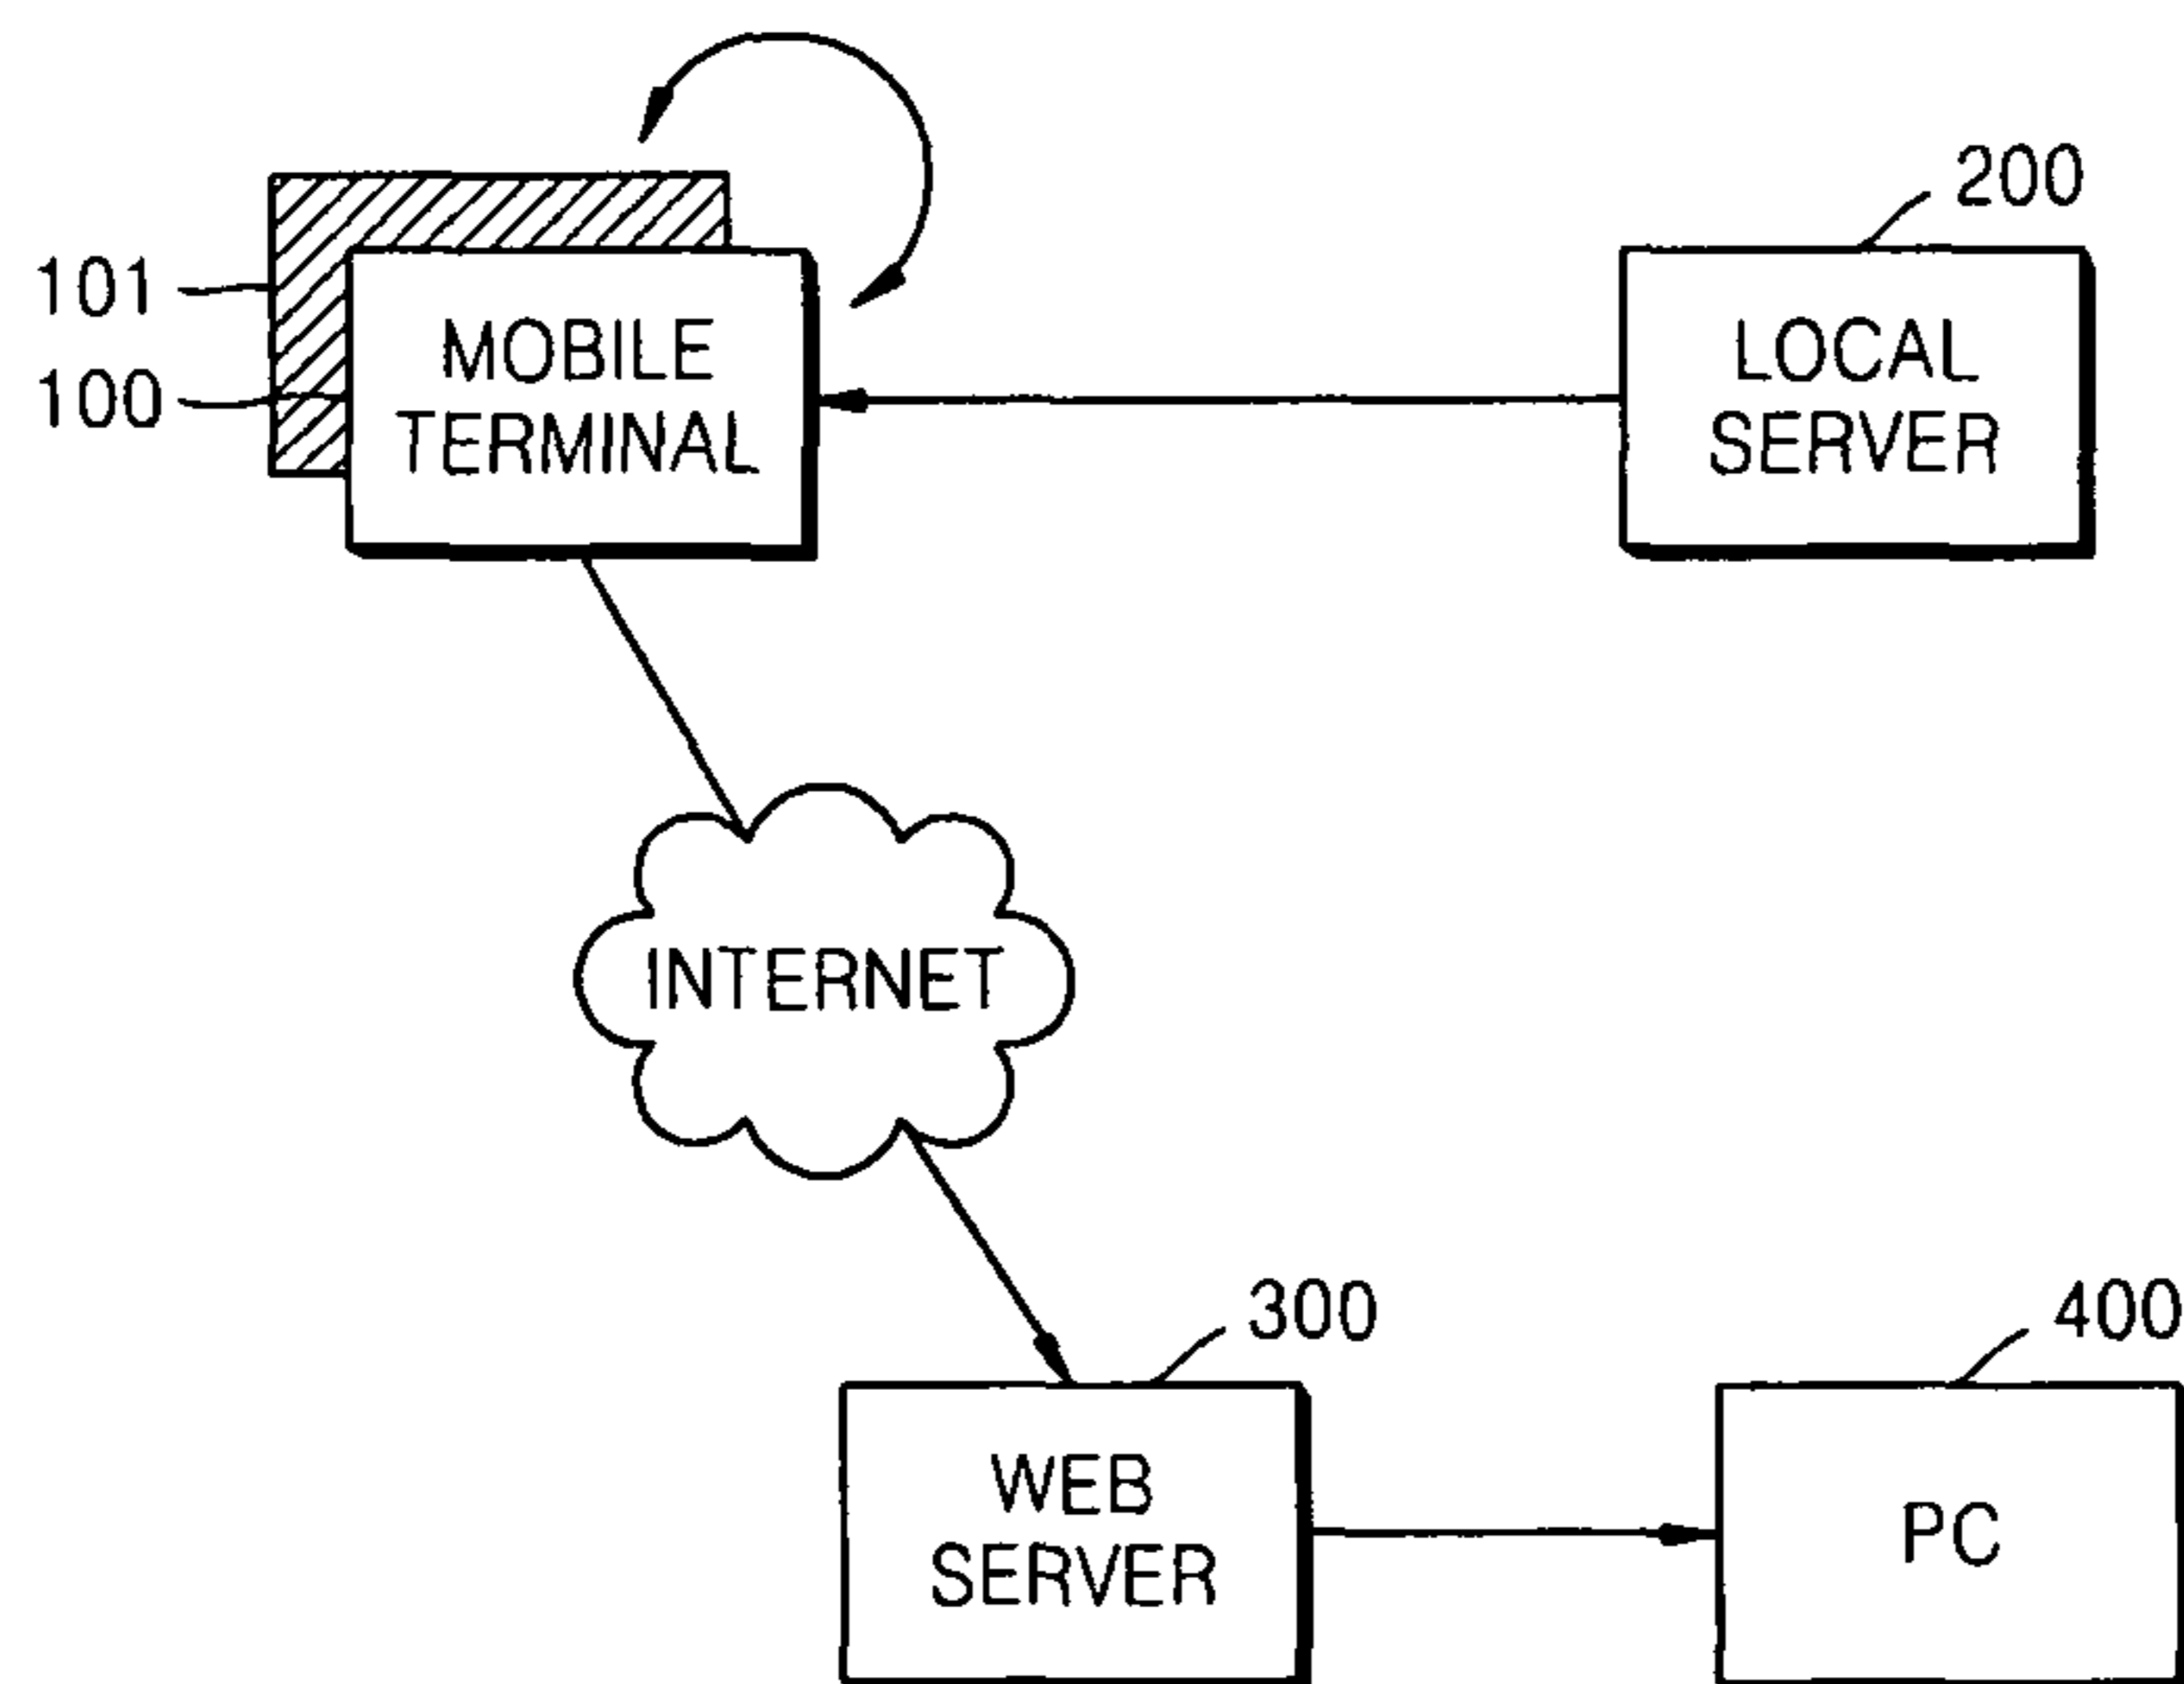 200
101
MOBILE
TERMINAL
100
LOCAL
SERVER
INTERNET
300
400
WEB
SERVER
PC